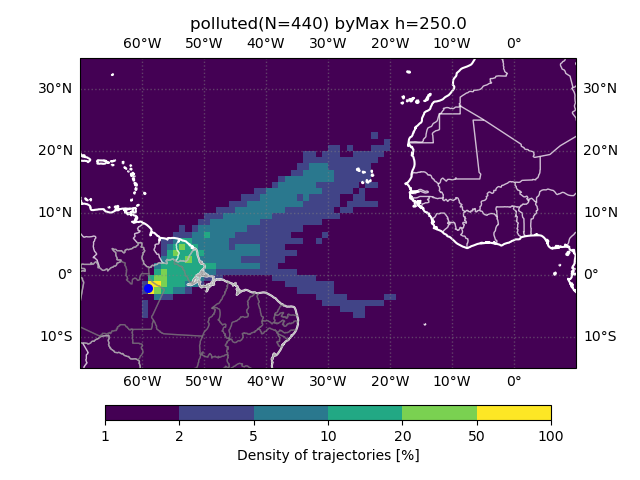 polluted(N=440) byMax h=250.0
60°W 50°W 40°W 30°W 20°W 10°W 0°
30°N 30°N
20°N 20°N
10°N 10°N
0° 0°
10°S 10°S
60°W 50°W 40°W 30°W 20°W 10°W 0°
1 2 5 10 20 50 100
Density of trajectories [%]